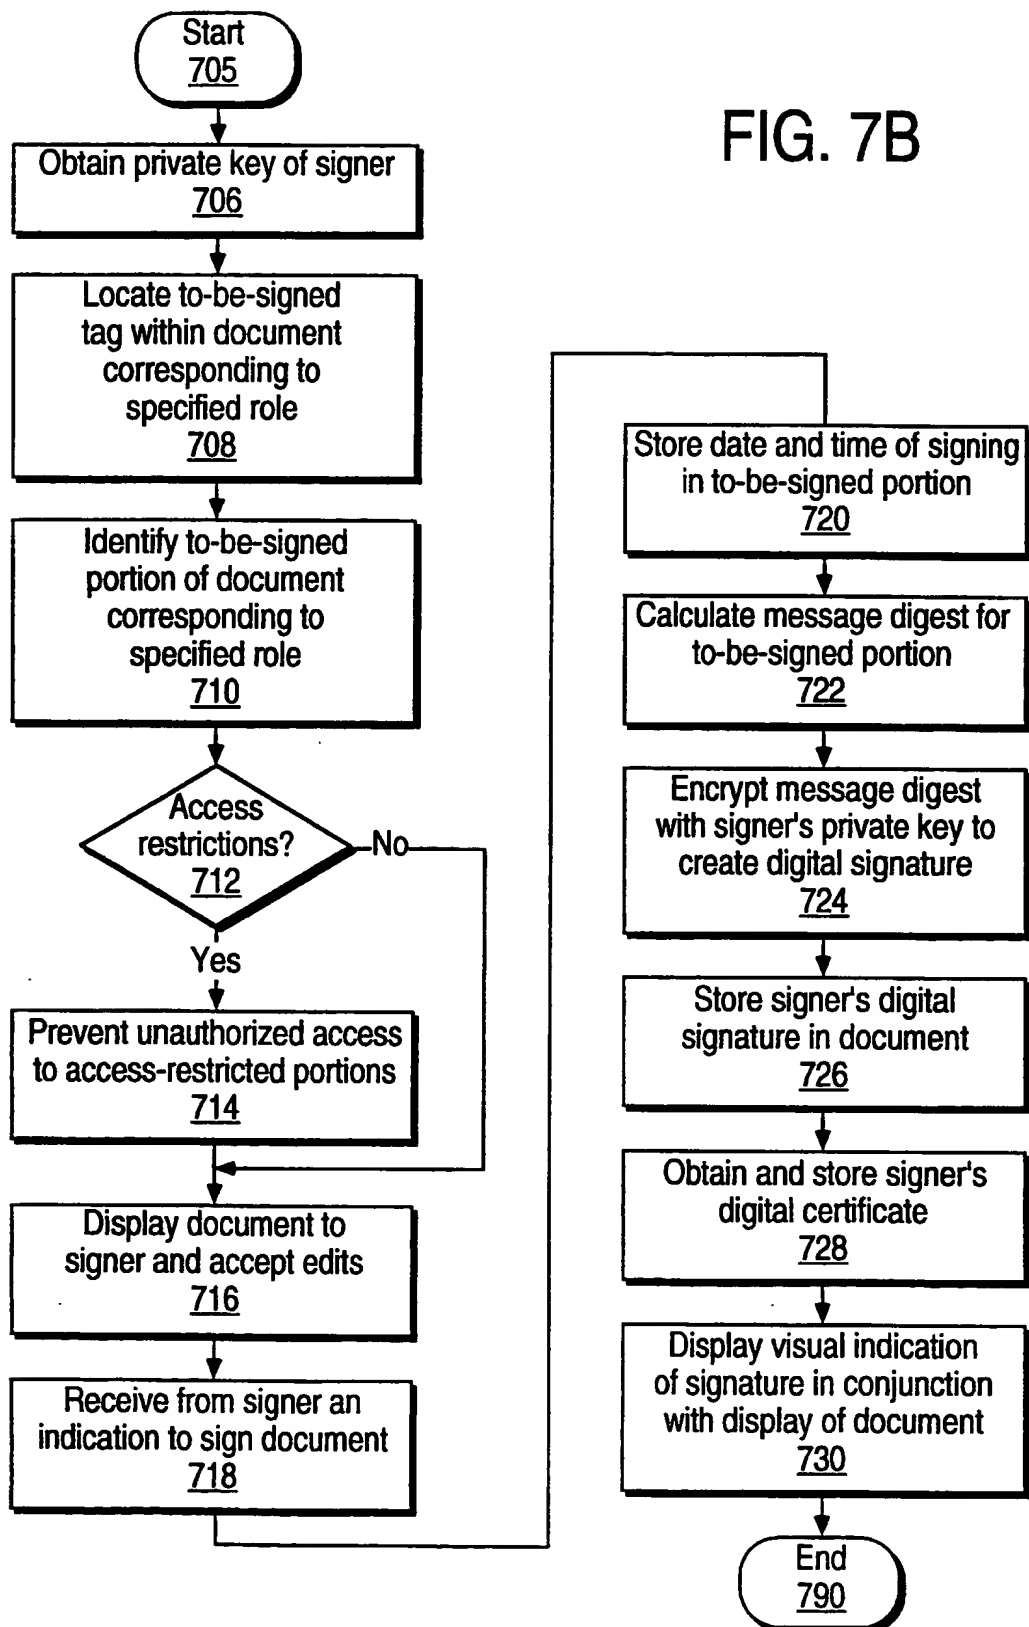 Start
705
FIG. 7B
Obtain private key of signer
706
Locate to-be-signed
tag within document
corresponding to
specified role
708
Identify to-be-signed
portion of document
corresponding to
specified role
710
Access
restrictions?
712
No
Yes
Prevent unauthorized access
to access-restricted portions
714
Display document to
signer and accept edits
716
Receive from signer an
indication to sign document
718
Store date and time of signing
in to-be-signed portion
720
Calculate message digest for
to-be-signed portion
722
Encrypt message digest
with signer's private key to
create digital signature
724
Store signer's digital
signature in document
726
Obtain and store signer's
digital certificate
728
Display visual indication
of signature in conjunction
with display of document
730
End
790